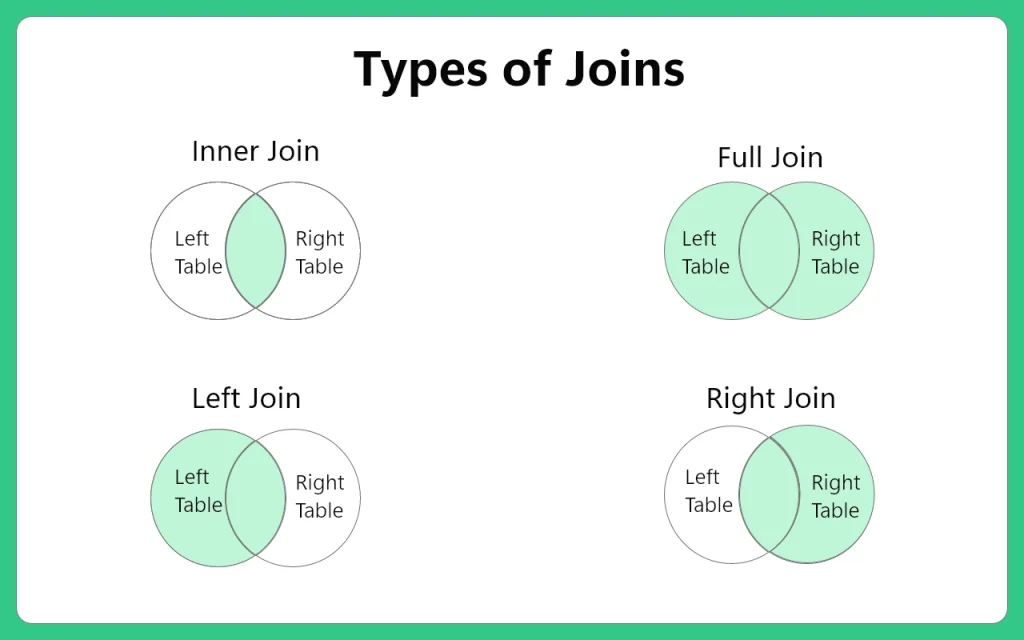 Types of Joins
Inner Join
Left
Table
Right
Table
Full Join
Left
Table
Right
Table
Left Join
Left
Table
Right
Table
Right Join
Left
Table
Right
Table